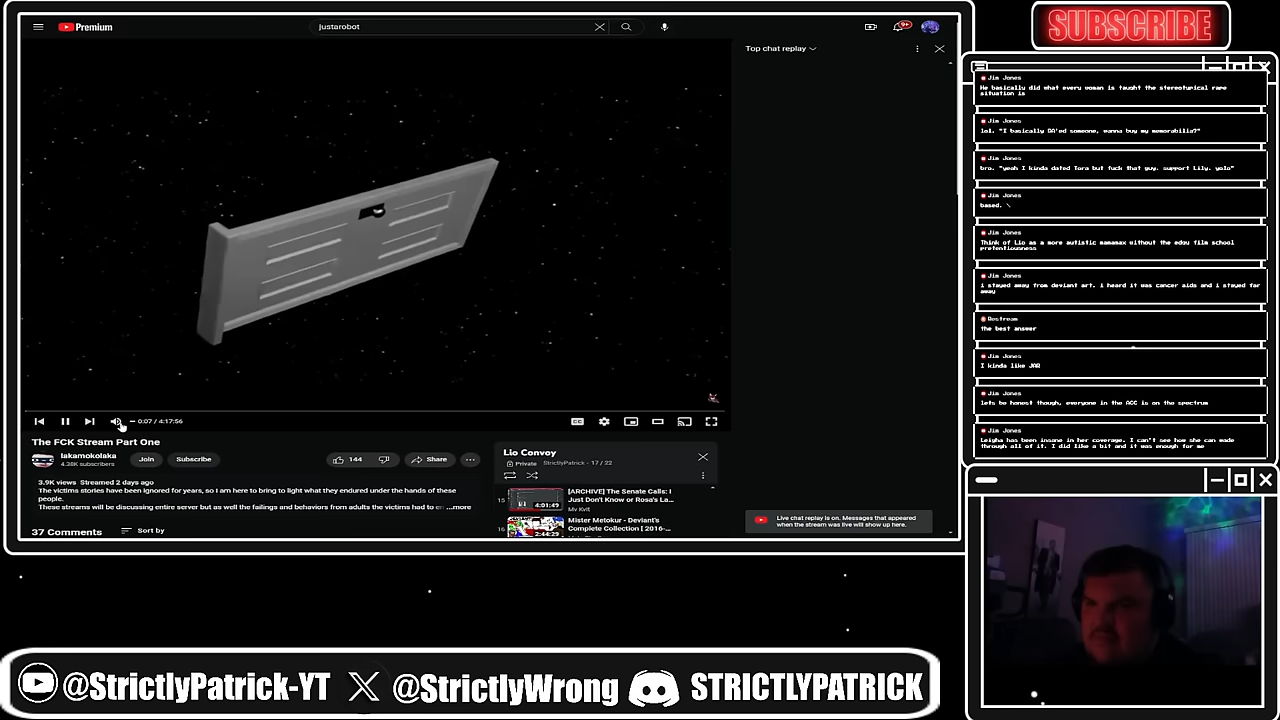 Premium
justarobot
9+
Top chat replay
0:07 / 4:17:56
CC
The FCK Stream Part One
lakamokolaka
4.38K subscribers
Join
Subscribe
144
Share
3.9K views Streamed 2 days ago
The victims stories have been ignored for years, so I am here to bring to light what they endured under the hands of these
people.
These streams will be discussing entire server but as well the failings and behaviors from adults the victims had to en ...more
37 Comments
Sort by
Lio Convoy
Private StrictlyPatrick - 17 / 22
15
[ARCHIVE] The Senate Calls: I
Just Don't Know or Rosa's La...
Mv Kvit
4:01:49
16
Mister Metokur - Deviant's
Complete Collection [ 2016-
2:44:29
Live chat replay is on. Messages that appeared
when the stream was live will show up here.
SUBSCRIBE
Jim Jones
He basically did what every woman is taught the stereotypical rape
situation is
Jim Jones
lol. "I basically GA'ed someone, wanna buy my memorabilia?"
Jim Jones
bro. "yeah I kinda dated Tara but fuck that guy. support Lily. yolo"
Jim Jones
based. \
Jim Jones
Think of Lio as a more autistic mamamax without the edgy film school
pretentiousness
Jim Jones
i stayed away from deviant art. i heard it was cancer aids and i stayed far
away
Restream
the best answer
Jim Jones
I kinda like JAR
Jim Jones
lets be honest though, everyone in the ACC is on the spectrum
Jim Jones
Leigha has been insane in her coverage. I can't see how she can made
through all of it. I did like a bit and it was enough for me
@StrictlyPatrick-YT
@StrictlyWrong
STRICTLYPATRICK